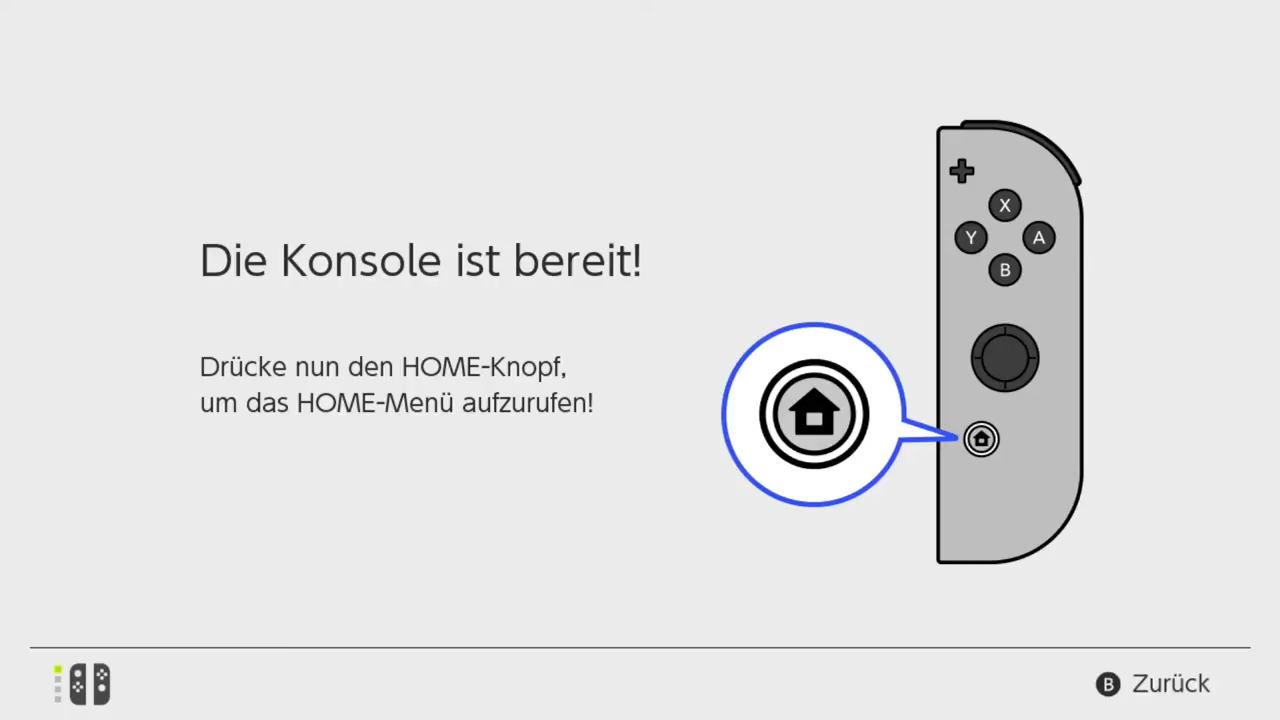 Die Konsole ist bereit!
Drücke nun den HOME-Knopf,
um das HOME-Menü aufzurufen!
X
Y
A
B
B Zurück